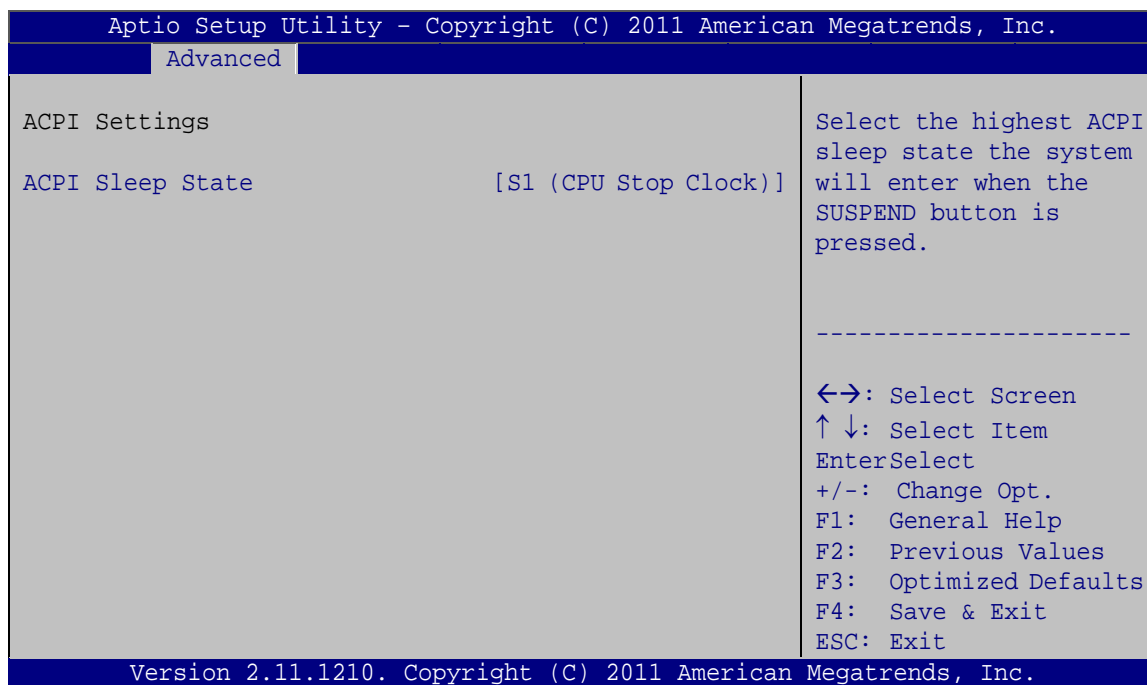 Aptio Setup Utility – Copyright (C) 2011 American Megatrends, Inc.
Advanced
ACPI Settings
ACPI Sleep State [S1 (CPU Stop Clock)]
Select the highest ACPI
sleep state the system
will enter when the
SUSPEND button is
pressed.
----------------------
←→: Select Screen
↑ ↓: Select Item
EnterSelect
+/-: Change Opt.
F1: General Help
F2: Previous Values
F3: Optimized Defaults
F4: Save & Exit
ESC: Exit
Version 2.11.1210. Copyright (C) 2011 American Megatrends, Inc.